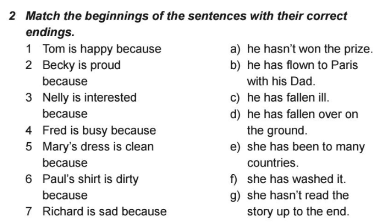 2 Match the beginnings of the sentences with their correct
endings.
1 Tom is happy because
2 Becky is proud
because
3 Nelly is interested
because
4 Fred is busy because
5 Mary's dress is clean
because
6 Paul's shirt is dirty
because
7 Richard is sad because
a) he hasn't won the prize.
b) he has flown to Paris
with his Dad.
c) he has fallen ill.
d) he has fallen over on
the ground.
e) she has been to many
countries.
f) she has washed it.
g) she hasn't read the
story up to the end.